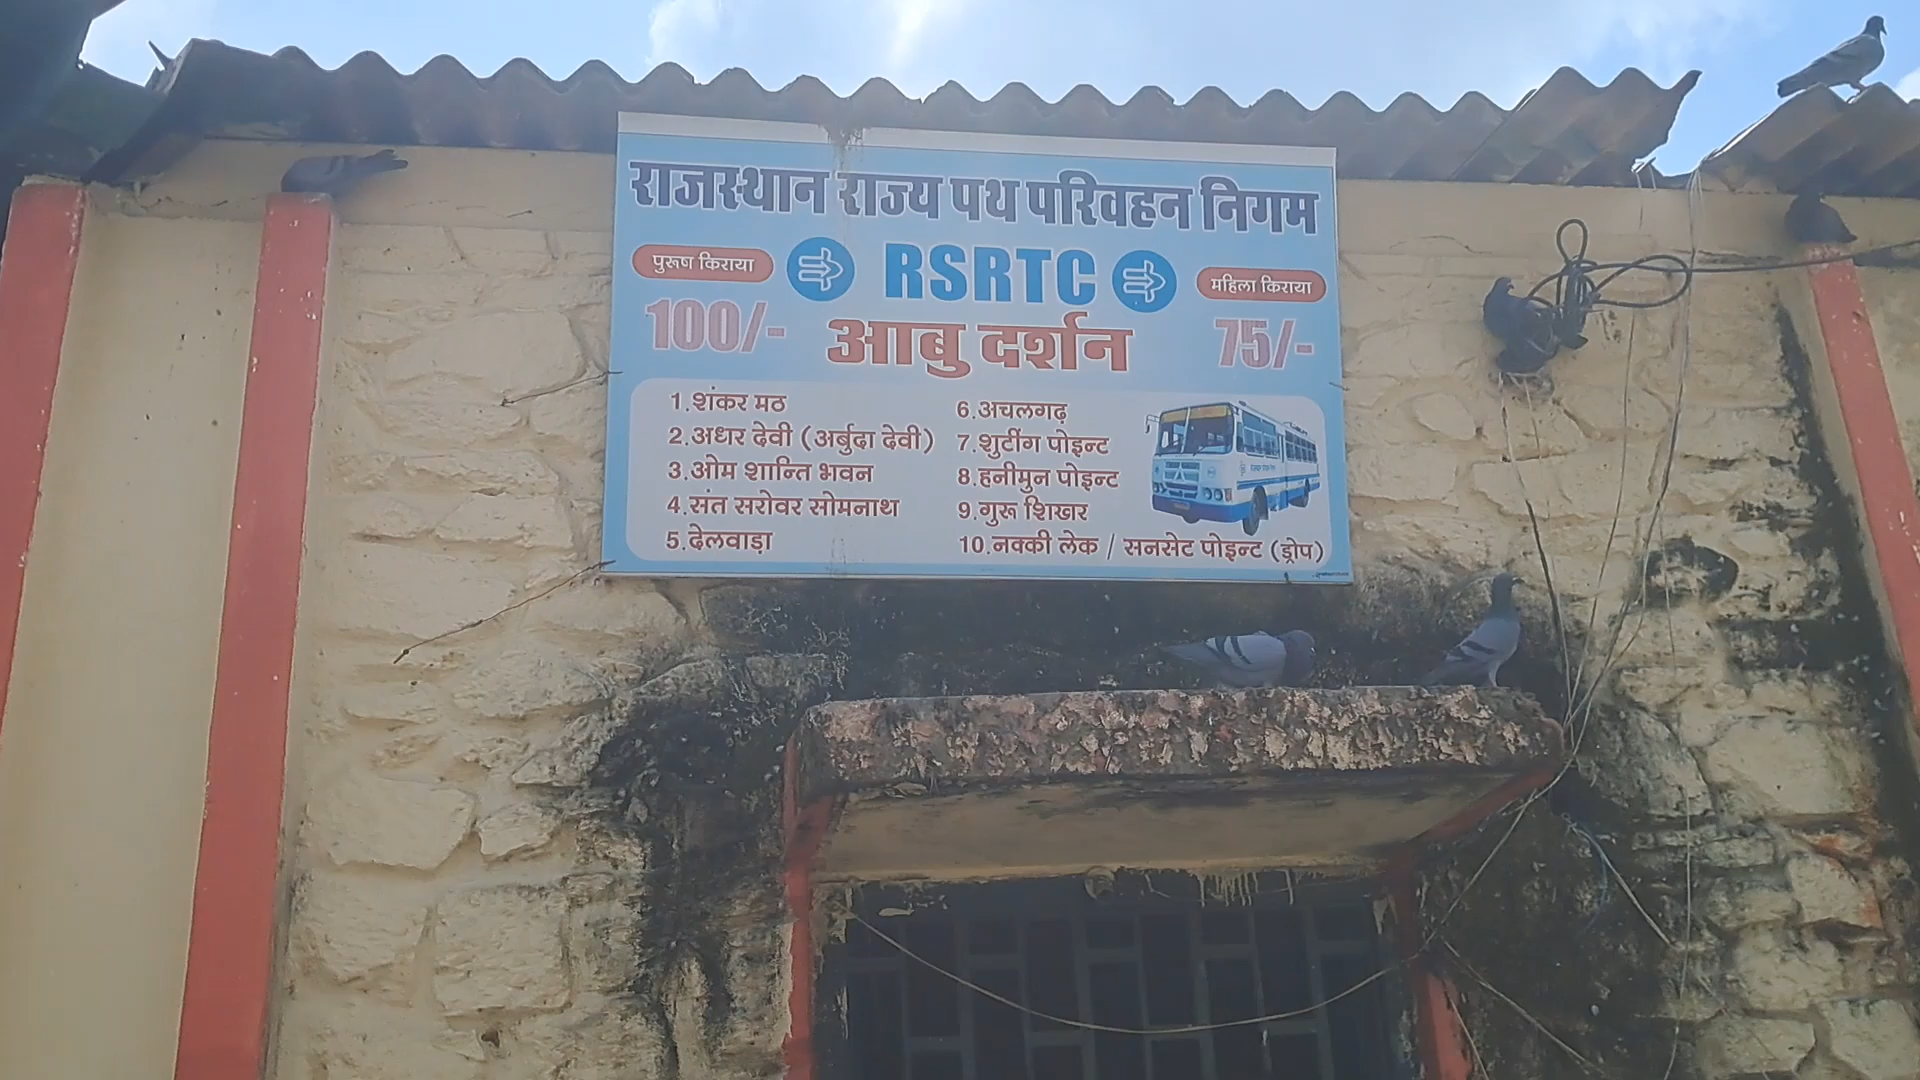 राजस्थान राज्य पथ परिवहन निगम
पुरूष किराया RSRTC महिला किराया
100/- आबु दर्शन 75/-
1.शंकर मठ
2.अधर देवी (अर्बुदा देवी)
3.ओम शान्ति भवन
4.संत सरोवर सोमनाथ
5.देलवाड़ा
6.अचलगढ़
7.शुटींग पोइन्ट
8.हनीमुन पोइन्ट
9.गुरू शिखर
10.नक्की लेक / सनसेट पोइन्ट (ड्रोप)